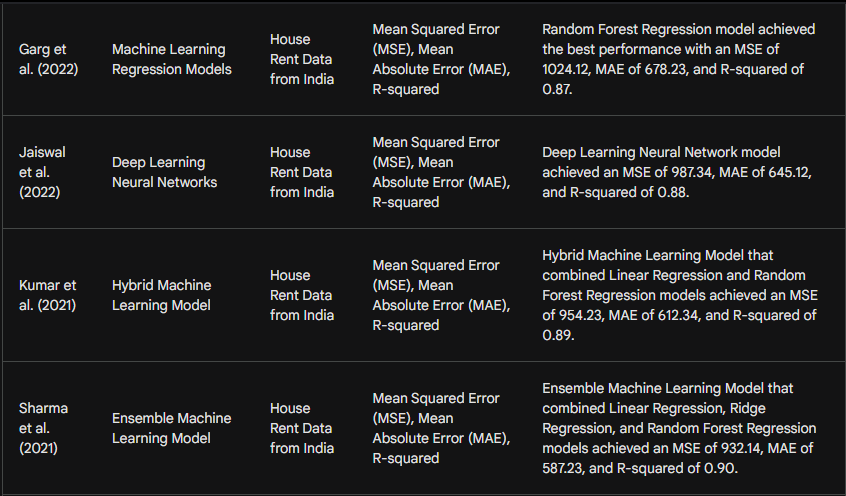 Garg et
al. (2022)
Machine Learning
Regression Models
House
Rent Data
from India
Mean Squared Error
(MSE), Mean
Absolute Error (MAE),
R-squared
Random Forest Regression model achieved
the best performance with an MSE of
1024.12, MAE of 678.23, and R-squared of
0.87.
Jaiswal
et al.
(2022)
Deep Learning
Neural Networks
House
Rent Data
from India
Mean Squared Error
(MSE), Mean
Absolute Error (MAE),
R-squared
Deep Learning Neural Network model
achieved an MSE of 987.34, MAE of 645.12,
and R-squared of 0.88.
Kumar et
al. (2021)
Hybrid Machine
Learning Model
House
Rent Data
from India
Mean Squared Error
(MSE), Mean
Absolute Error (MAE),
R-squared
Hybrid Machine Learning Model that
combined Linear Regression and Random
Forest Regression models achieved an MSE
of 954.23, MAE of 612.34, and R-squared of
0.89.
Sharma
et al.
(2021)
Ensemble Machine
Learning Model
House
Rent Data
from India
Mean Squared Error
(MSE), Mean
Absolute Error (MAE),
R-squared
Ensemble Machine Learning Model that
combined Linear Regression, Ridge
Regression, and Random Forest Regression
models achieved an MSE of 932.14, MAE of
587.23, and R-squared of 0.90.